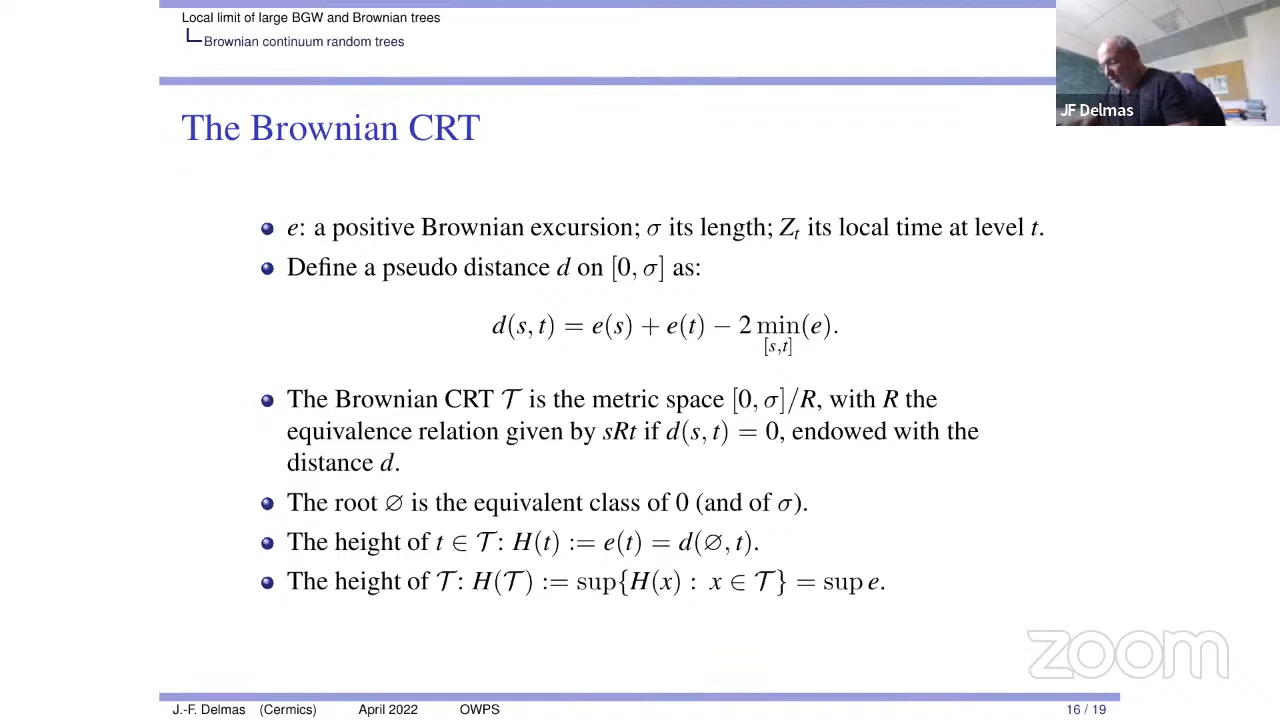 Local limit of large BGW and Brownian trees
Brownian continuum random trees
JF Delmas
The Brownian CRT
e: a positive Brownian excursion; σ its length; Z_t its local time at level t.
Define a pseudo distance d on [0, σ] as:
d(s, t) = e(s) + e(t) − 2 min_{[s,t]}(e).
The Brownian CRT 𝒯 is the metric space [0, σ]/R, with R the
equivalence relation given by sRt if d(s, t) = 0, endowed with the
distance d.
The root ∅ is the equivalent class of 0 (and of σ).
The height of t ∈ 𝒯: H(t) := e(t) = d(∅, t).
The height of 𝒯: H(𝒯) := sup{H(x) : x ∈ 𝒯} = sup e.
zoom
J.-F. Delmas (Cermics) April 2022 OWPS 16 / 19